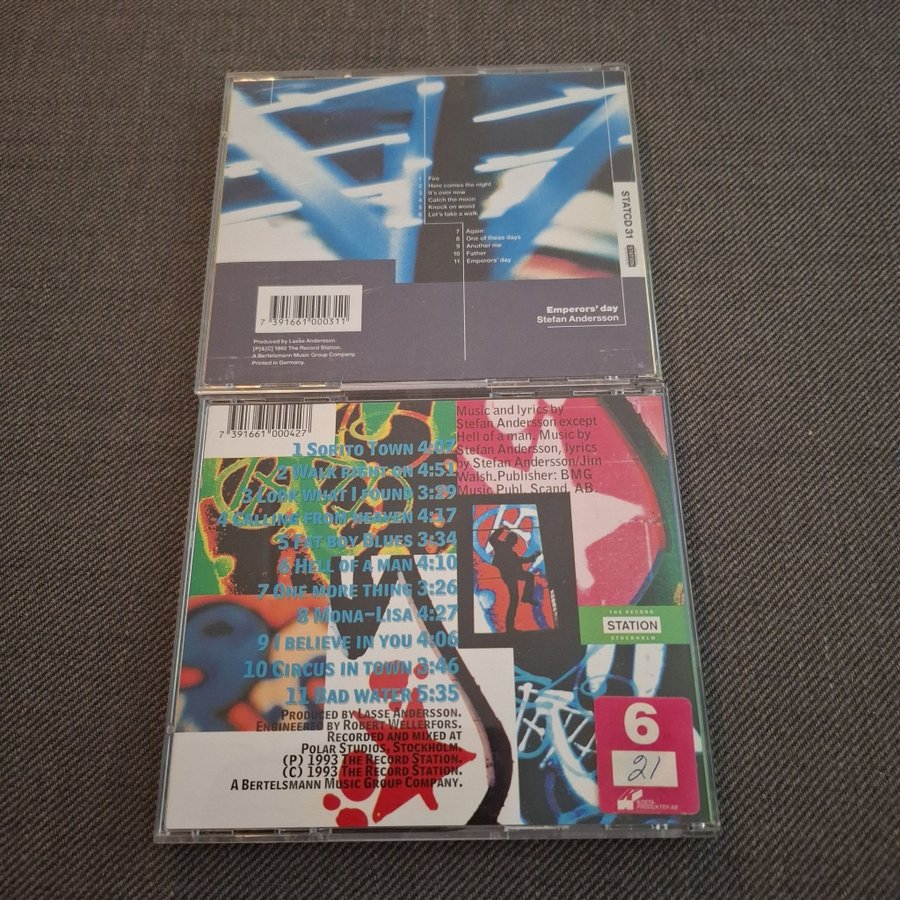 1 Fire
2 Here comes the night
3 It's over now
4 Catch the moon
5 Knock on wood
6 Let's take a walk
7 Again
8 One of these days
9 Another me
10 Father
11 Emperors' day
STATCD 31
STATION
7 391661 000311
Emperors' day
Stefan Andersson
Produced by Lasse Andersson.
(P)&(C) 1992 The Record Station.
A Bertelsmann Music Group Company.
Printed in Germany.
7 391661 000427
Music and lyrics by
Stefan Andersson except
Hell of a man. Music by
Stefan Andersson, lyrics
by Stefan Andersson/Jim
Walsh. Publisher: BMG
Music Publ. Scand. AB.
1 Sorito Town 4:07
2 Walk right on 4:51
3 Look what I found 3:29
4 Calling from heaven 4:17
5 Fat boy Blues 3:34
6 Hell of a man 4:10
7 One more thing 3:26
8 Mona-Lisa 4:27
9 I believe in you 4:06
10 Circus in town 3:46
11 Bad water 5:35
Produced by Lasse Andersson.
Engineered by Robert Wellerfors.
Recorded and mixed at
Polar Studios, Stockholm.
(P) 1993 The Record Station.
(C) 1993 The Record Station.
A Bertelsmann Music Group Company.
THE RECORD
STATION
STOCKHOLM
6
21
PRODUKTER AB